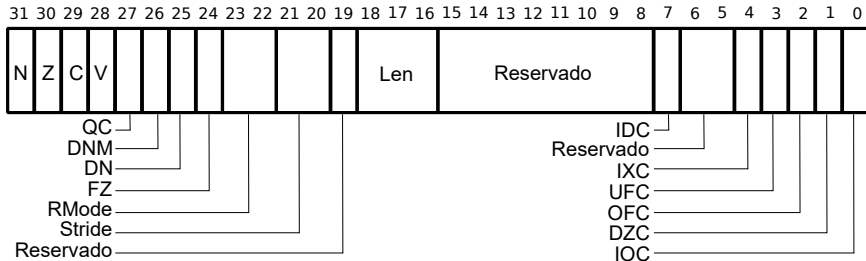 31 30 29 28 27 26 25 24 23 22 21 20 19 18 17 16 15 14 13 12 11 10 9 8 7 6 5 4 3 2 1 0
N Z C V Len Reservado
QC IDC
DNM Reservado
DN IXC
FZ UFC
RMode OFC
Stride DZC
Reservado IOC